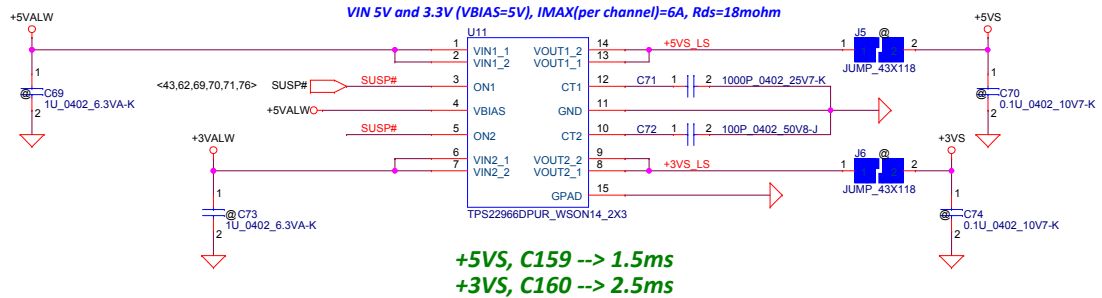 VIN 5V and 3.3V (VBIAS=5V), IMAX(per channel)=6A, Rds=18mohm
+5VALW
U11
+5VS
1 VIN1_1 VOUT1_2 14 +5VS_LS
2 VIN1_2 VOUT1_1 13
J5 @
1 2
JUMP_43X118
1
@ C69
2 1U_0402_6.3VA-K
<43,62,69,70,71,76> SUSP# SUSP# 3 ON1 CT1 12 C71 1 2 1000P_0402_25V7-K
1
@ C70
2 0.1U_0402_10V7-K
+5VALW 4 VBIAS GND 11
SUSP# 5 ON2 CT2 10 C72 1 2 100P_0402_50V8-J
+3VALW
+3VS
6 VIN2_1 VOUT2_2 9
7 VIN2_2 VOUT2_1 8 +3VS_LS
J6 @
1 2
JUMP_43X118
GPAD 15
1
@ C73
2 1U_0402_6.3VA-K
TPS22966DPUR_WSON14_2X3
1
@ C74
2 0.1U_0402_10V7-K
+5VS, C159 --> 1.5ms
+3VS, C160 --> 2.5ms